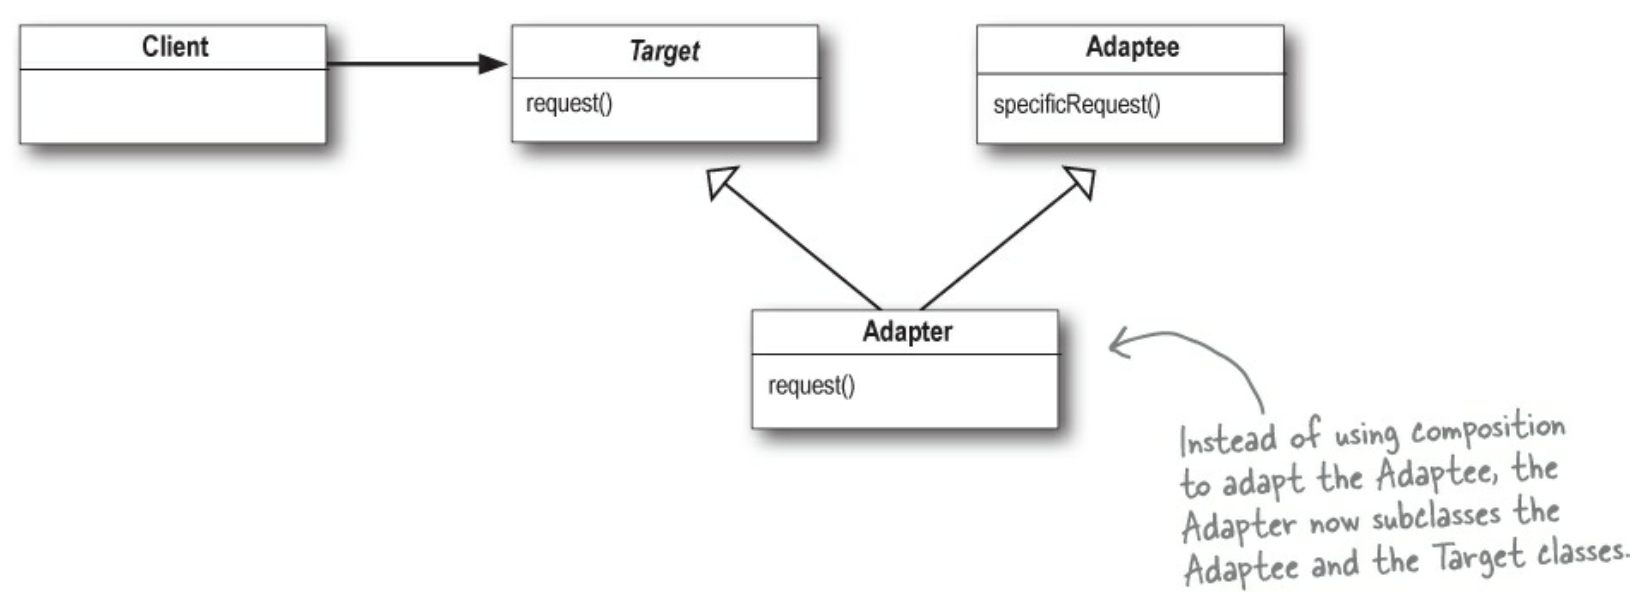 Client
Target
request()
Adaptee
specificRequest()
Adapter
request()
Instead of using composition
to adapt the Adaptee, the
Adapter now subclasses the
Adaptee and the Target classes.